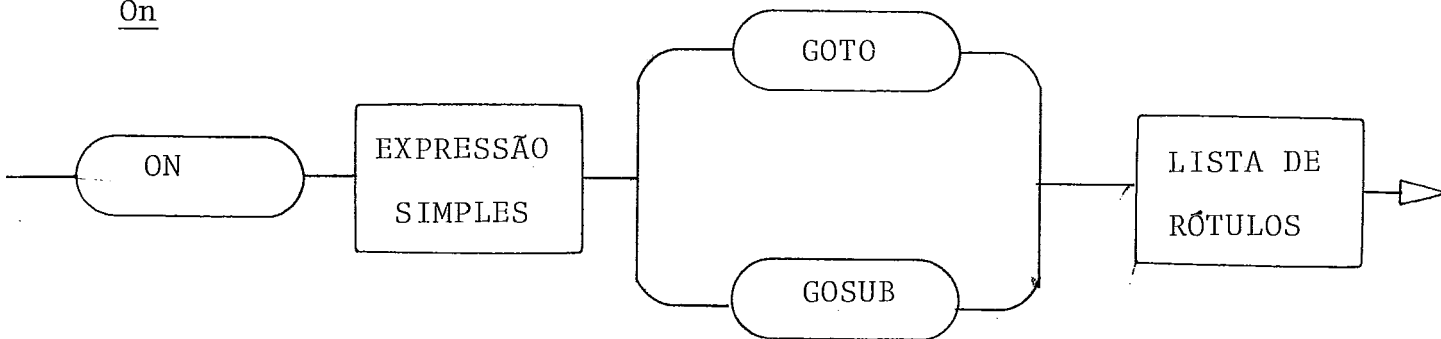 On
GOTO
ON
EXPRESSÃO
SIMPLES
LISTA DE
RÓTULOS
GOSUB